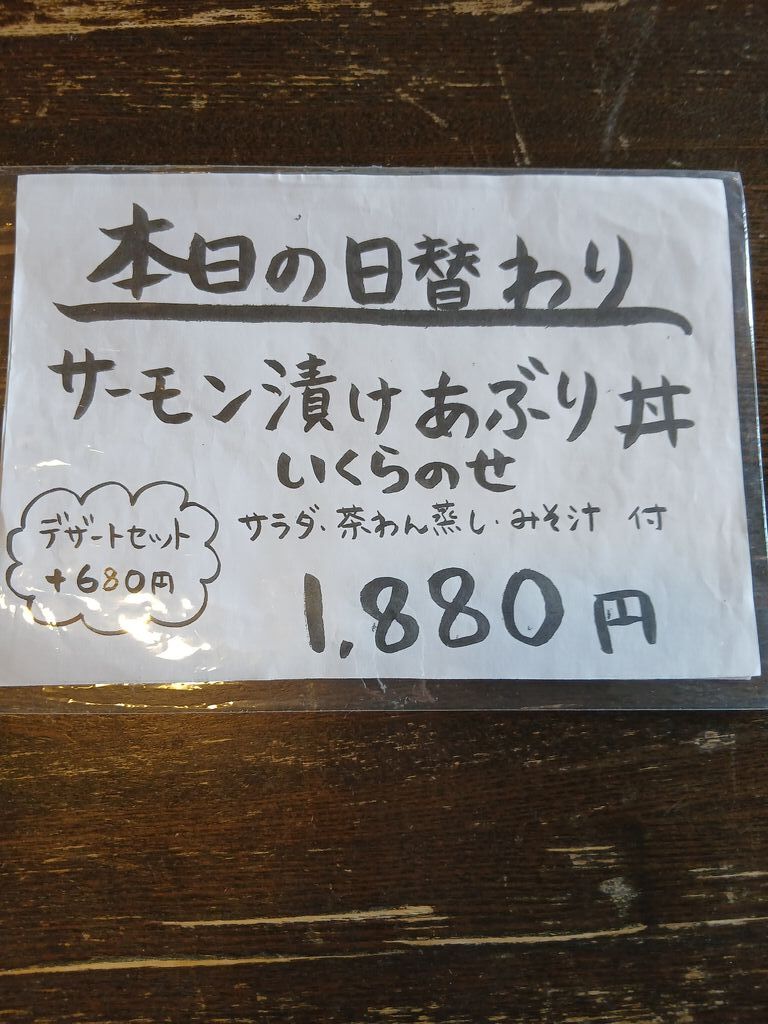 本日の日替わり
サーモン漬けあぶり丼
いくらのせ
サラダ・茶わん蒸し・みそ汁 付
デザートセット
+680円
1,880円